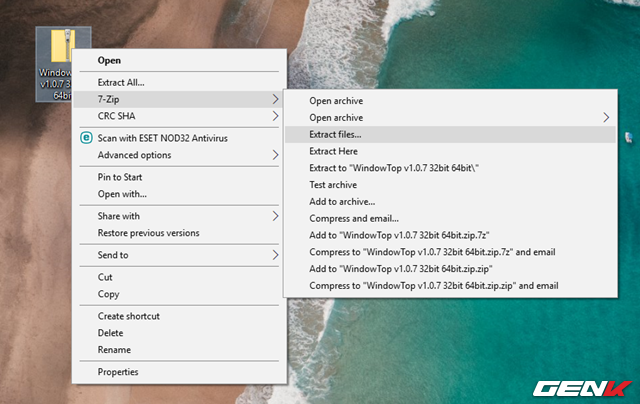 Window
v1.0.7 32
64bit
Open
Extract All...
7-Zip
CRC SHA
Scan with ESET NOD32 Antivirus
Advanced options
Pin to Start
Open with...
Share with
Restore previous versions
Send to
Cut
Copy
Create shortcut
Delete
Rename
Properties
Open archive
Open archive
Extract files...
Extract Here
Extract to "WindowTop v1.0.7 32bit 64bit\"
Test archive
Add to archive...
Compress and email...
Add to "WindowTop v1.0.7 32bit 64bit.zip.7z"
Compress to "WindowTop v1.0.7 32bit 64bit.zip.7z" and email
Add to "WindowTop v1.0.7 32bit 64bit.zip.zip"
Compress to "WindowTop v1.0.7 32bit 64bit.zip.zip" and email
GENK